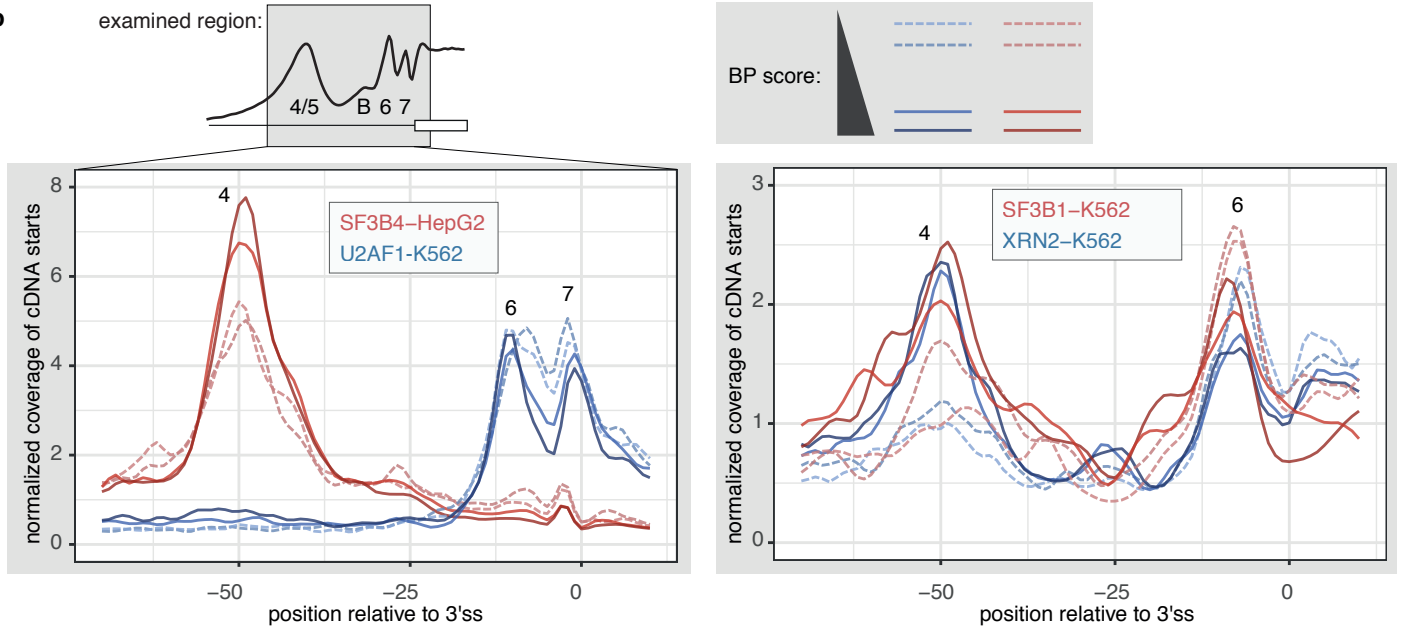 b
examined region:
4/5 B 6 7
BP score:
normalized coverage of cDNA starts
8
6
4
2
0
4
SF3B4−HepG2
U2AF1-K562
6
7
−50
−25
0
position relative to 3'ss
normalized coverage of cDNA starts
3
2
1
0
4
SF3B1−K562
XRN2−K562
6
−50
−25
0
position relative to 3'ss